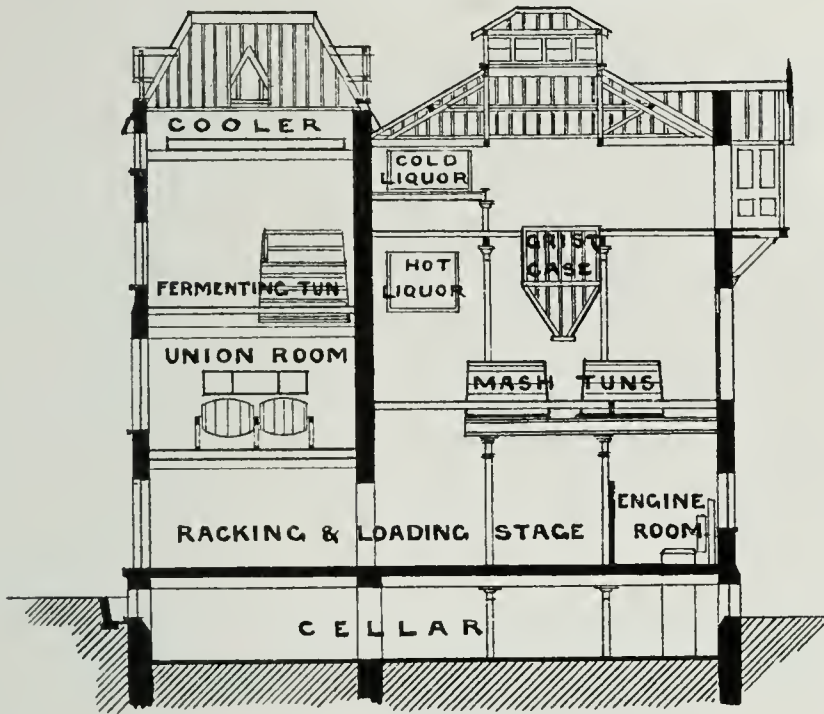 COOLER
COLD
LIQUOR
GRIST
CASE
HOT
LIQUOR
FERMENTING TUN
UNION ROOM
MASH TUNS
ENGINE
ROOM
RACKING & LOADING STAGE
CELLAR